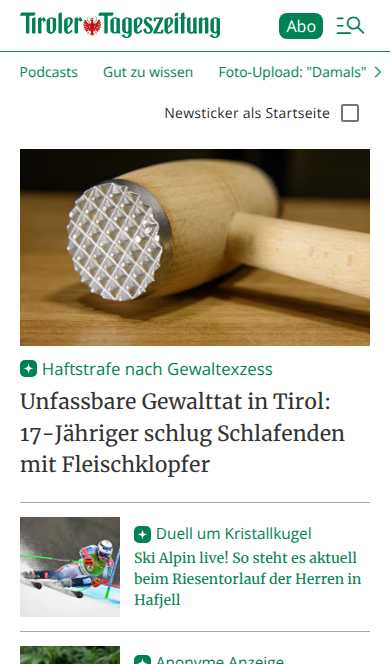 Tiroler Tageszeitung
Abo
Podcasts Gut zu wissen Foto-Upload: "Damals"
Newsticker als Startseite
Haftstrafe nach Gewaltexzess
Unfassbare Gewalttat in Tirol:
17-Jähriger schlug Schlafenden
mit Fleischklopfer
Duell um Kristallkugel
Ski Alpin live! So steht es aktuell
beim Riesentorlauf der Herren in
Hafjell
Anonyme Anzeige